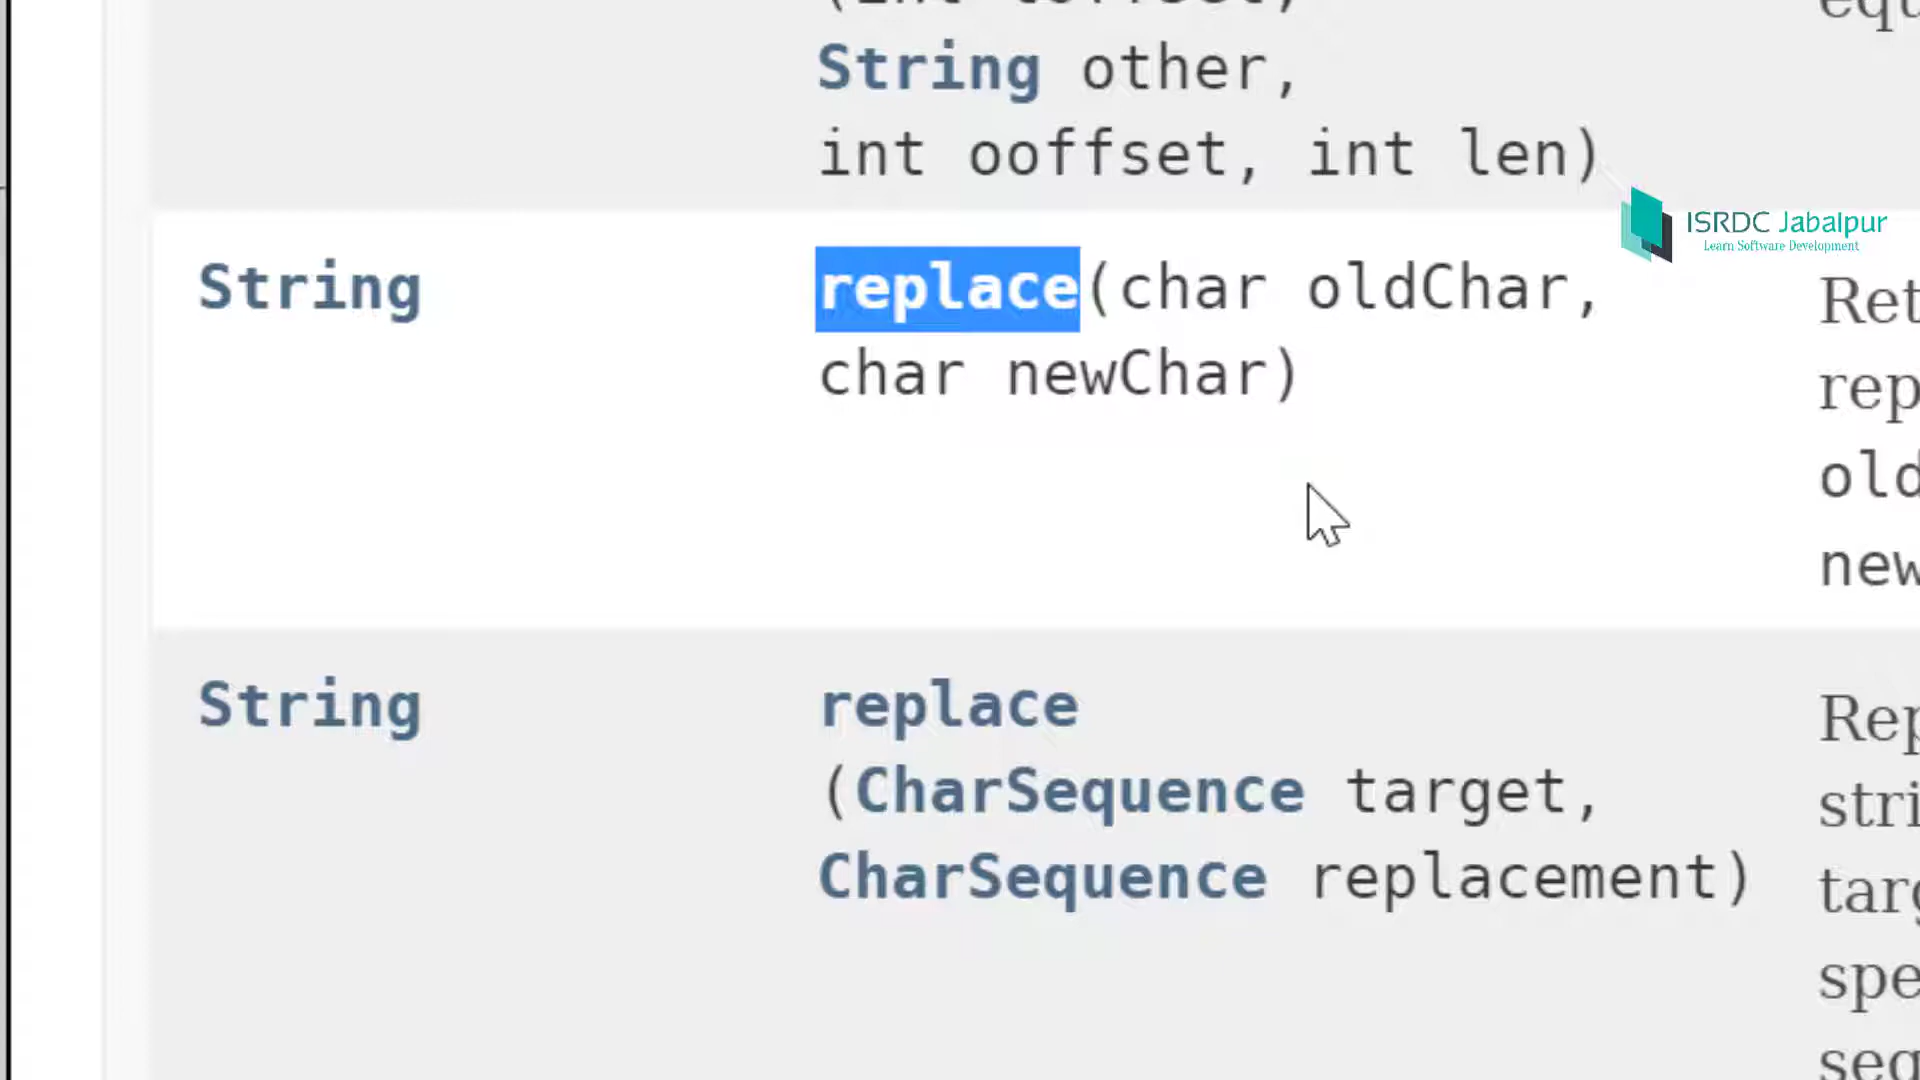 String other,
int ooffset, int len)
ISRDC Jabalpur
Learn Software Development
String replace(char oldChar,
char newChar)
String replace
(CharSequence target,
CharSequence replacement)